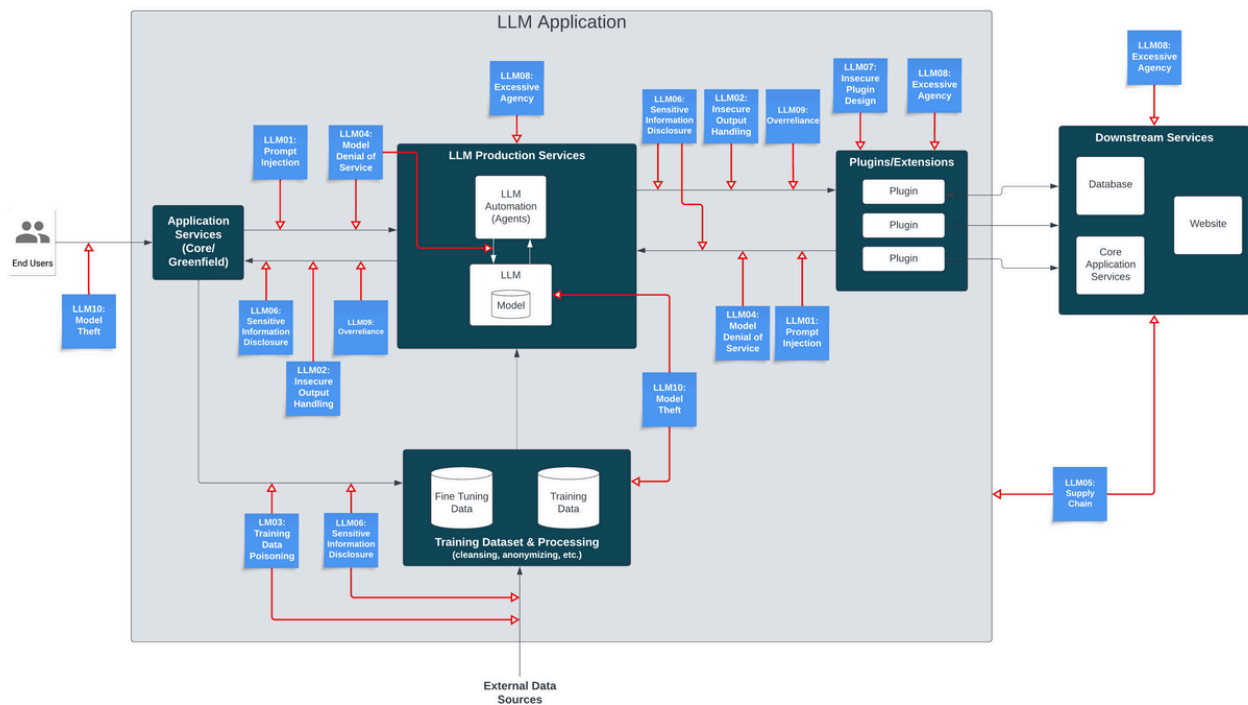 LLM Application
LLM08:
Excessive
Agency
LLM08:
Excessive
Agency
LLM06:
Sensitive
Information
Disclosure
LLM02:
Insecure
Output
Handling
LLM09:
Overreliance
LLM07:
Insecure
Plugin
Design
LLM08:
Excessive
Agency
LLM01:
Prompt
Injection
LLM04:
Model
Denial of
Service
LLM Production Services
LLM
Automation
(Agents)
LLM
Model
Plugins/Extensions
Plugin
Plugin
Plugin
Downstream Services
Database
Website
Core
Application
Services
End Users
Application
Services
(Core/
Greenfield)
LLM10:
Model
Theft
LLM06:
Sensitive
Information
Disclosure
LLM02:
Insecure
Output
Handling
LLM09:
Overreliance
LLM04:
Model
Denial of
Service
LLM01:
Prompt
Injection
LLM10:
Model
Theft
Fine Tuning
Data
Training
Data
Training Dataset & Processing
(cleansing, anonymizing, etc.)
LM03:
Training
Data
Poisoning
LLM06:
Sensitive
Information
Disclosure
LLM05:
Supply
Chain
External Data
Sources